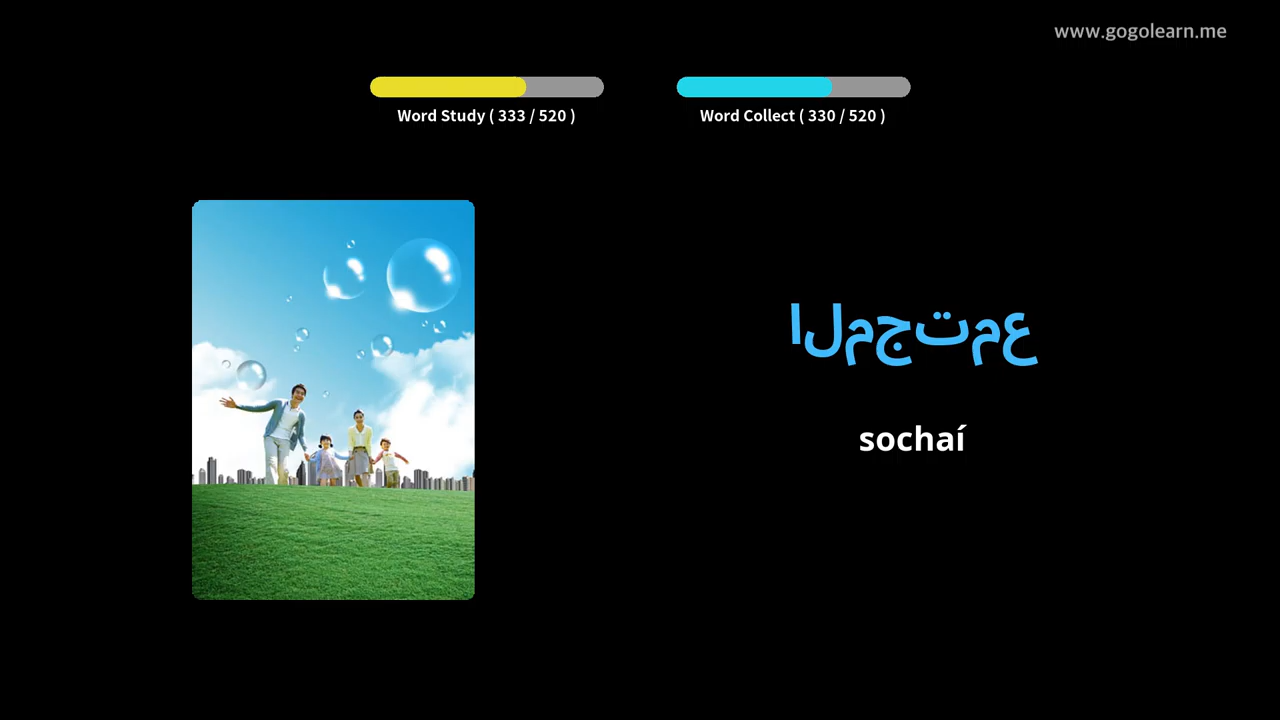 www.gogolearn.me
Word Study ( 333 / 520 )
Word Collect ( 330 / 520 )
المجتمع
sochaí